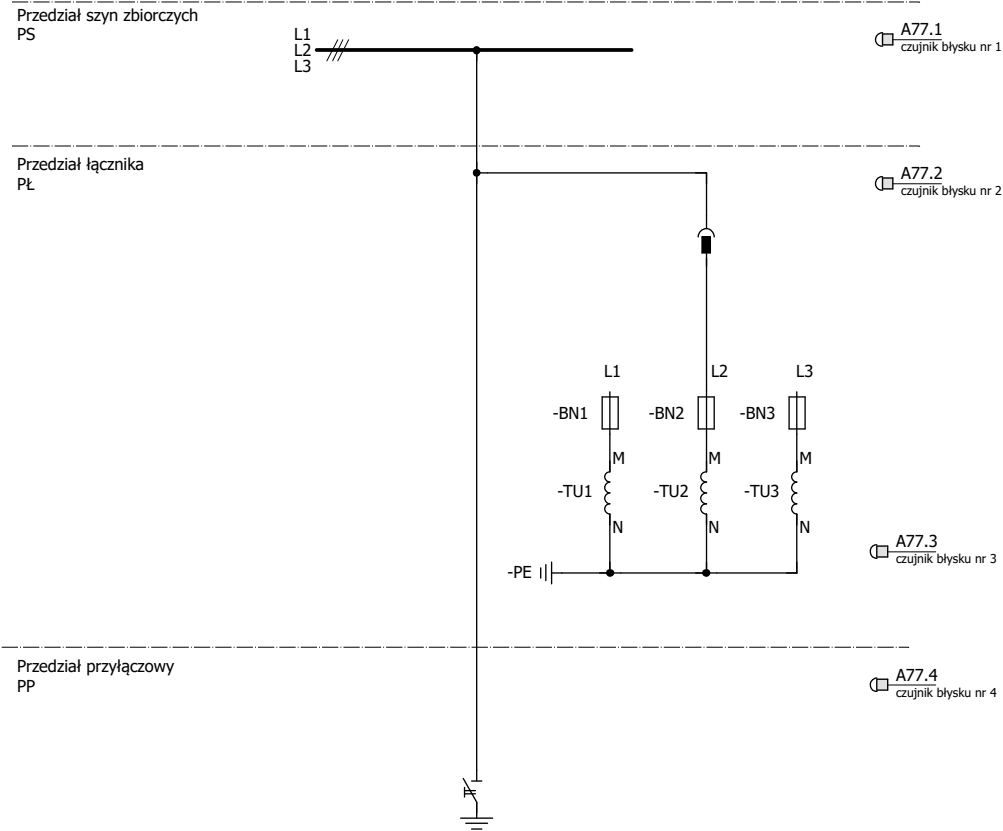 Przedział szyn zbiorczych
PS
L1
L2
L3
A77.1
czujnik błysku nr 1
Przedział łącznika
PŁ
A77.2
czujnik błysku nr 2
L1
L2
L3
-BN1
-BN2
-BN3
M
M
M
-TU1
-TU2
-TU3
N
N
N
-PE
A77.3
czujnik błysku nr 3
Przedział przyłączowy
PP
A77.4
czujnik błysku nr 4